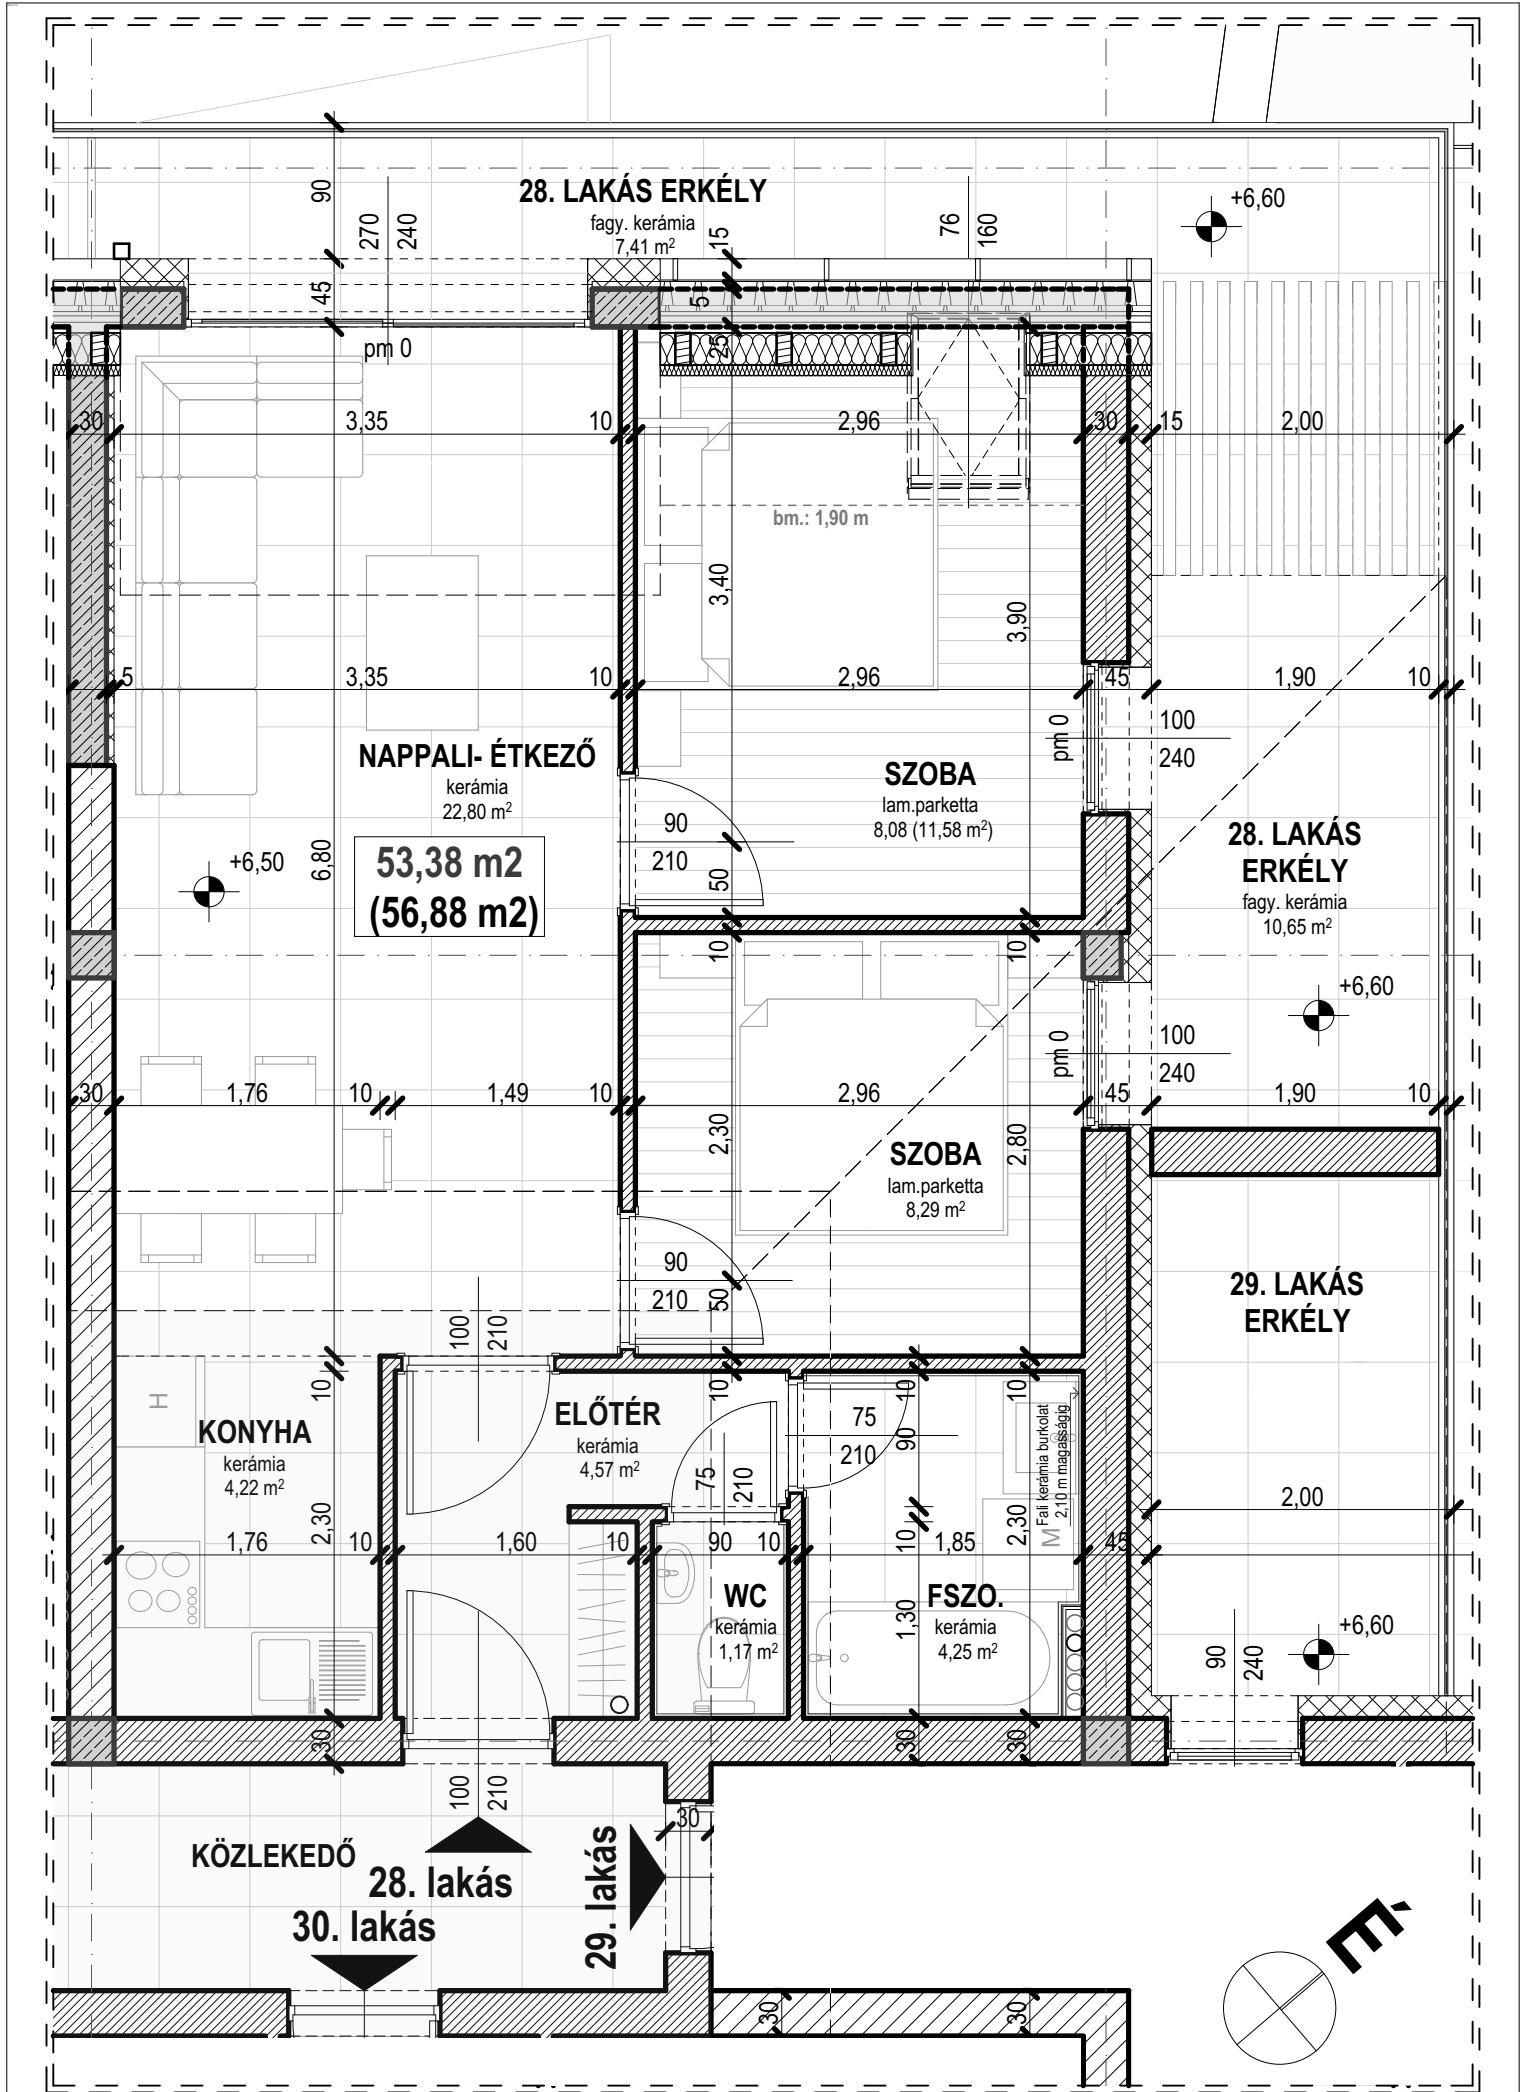 90
270
240
28. LAKÁS ERKÉLY
fagy. kerámia
7,41 m²
15
76
160
+6,60
45
5
25
pm 0
30
3,35
10
2,96
30
15
2,00
bm.: 1,90 m
3,40
3,90
5
3,35
10
2,96
45
1,90
10
pm 0
100
240
NAPPALI- ÉTKEZŐ
kerámia
22,80 m²
SZOBA
lam.parketta
8,08 (11,58 m²)
90
210
50
53,38 m2
(56,88 m2)
+6,50
6,80
28. LAKÁS
ERKÉLY
fagy. kerámia
10,65 m²
10
10
+6,60
pm 0
100
240
30
1,76
10
1,49
10
2,96
45
1,90
10
2,30
2,80
SZOBA
lam.parketta
8,29 m²
90
210
50
29. LAKÁS
ERKÉLY
100
210
10
10
10
10
H
KONYHA
kerámia
4,22 m²
ELŐTÉR
kerámia
4,57 m²
75
210
75
210
90
Fali kerámia burkolat
2,10 m magasságig
2,00
2,30
10
2,30
M
1,76
10
1,60
10
90
10
1,85
45
WC
kerámia
1,17 m²
1,30
FSZO.
kerámia
4,25 m²
+6,60
90
240
30
30
30
100
210
30
KÖZLEKEDŐ
28. lakás
30. lakás
29. lakás
É
30
30